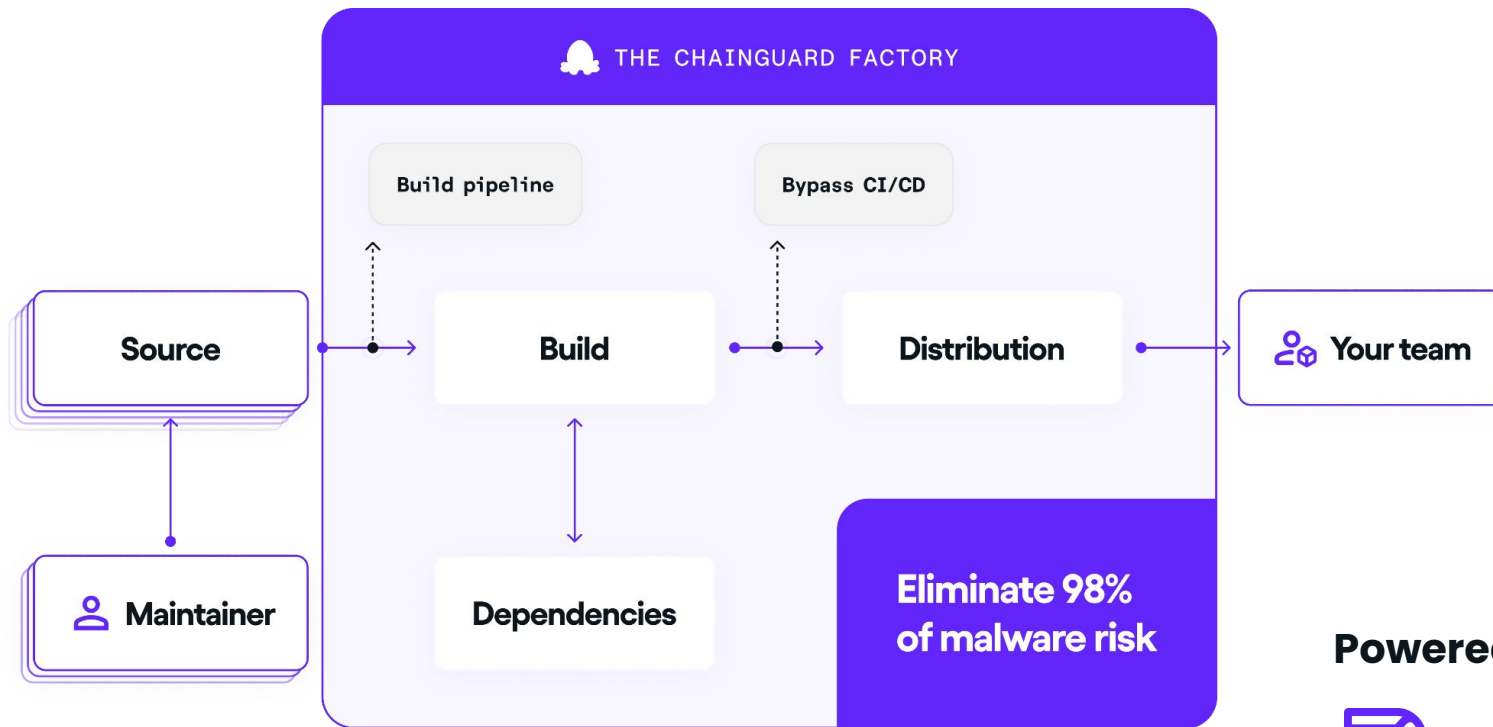 THE CHAINGUARD FACTORY
Build pipeline
Bypass CI/CD
Source
Build
Distribution
Your team
Maintainer
Dependencies
Eliminate 98%
of malware risk